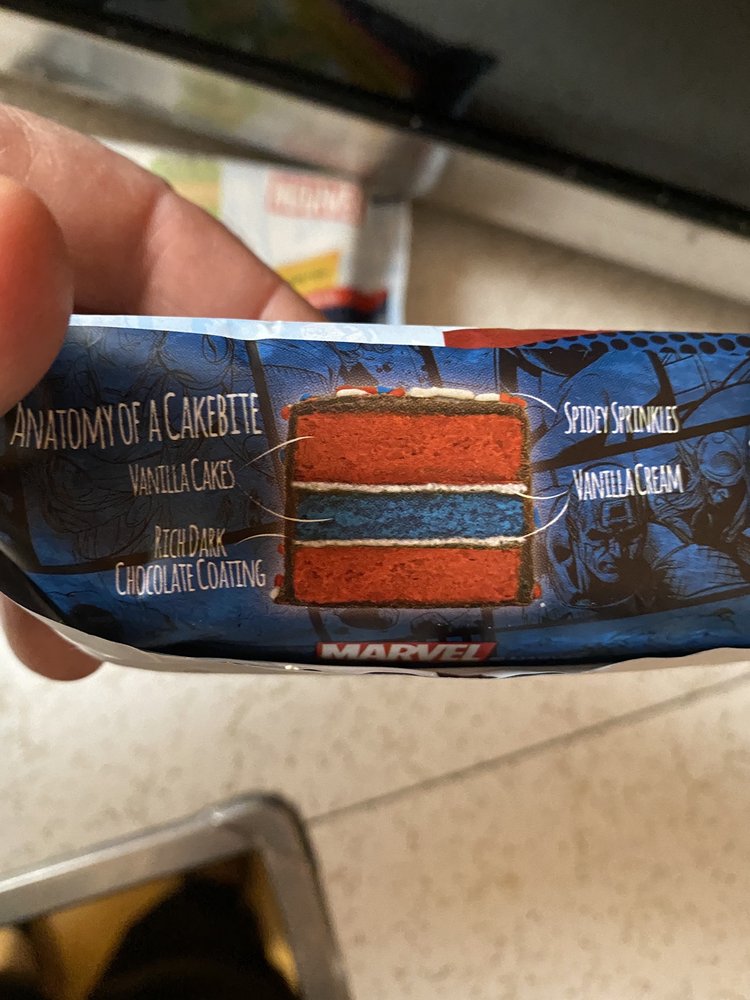 ANATOMY OF A CAKEBITE
VANILLA CAKES
RICH DARK
CHOCOLATE COATING
SPIDEY SPRINKLES
VANILLA CREAM
MARVEL